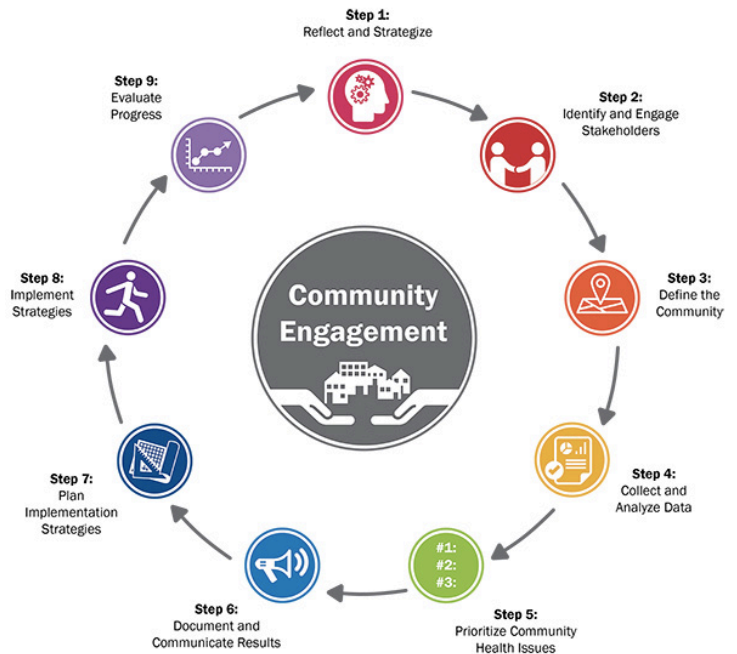 Step 1:
Reflect and Strategize
Step 2:
Identify and Engage
Stakeholders
Step 3:
Define the
Community
Step 4:
Collect and
Analyze Data
Step 5:
Prioritize Community
Health Issues
#1:
#2:
#3:
Step 6:
Document and
Communicate Results
Step 7:
Plan
Implementation
Strategies
Step 8:
Implement
Strategies
Step 9:
Evaluate
Progress
Community
Engagement